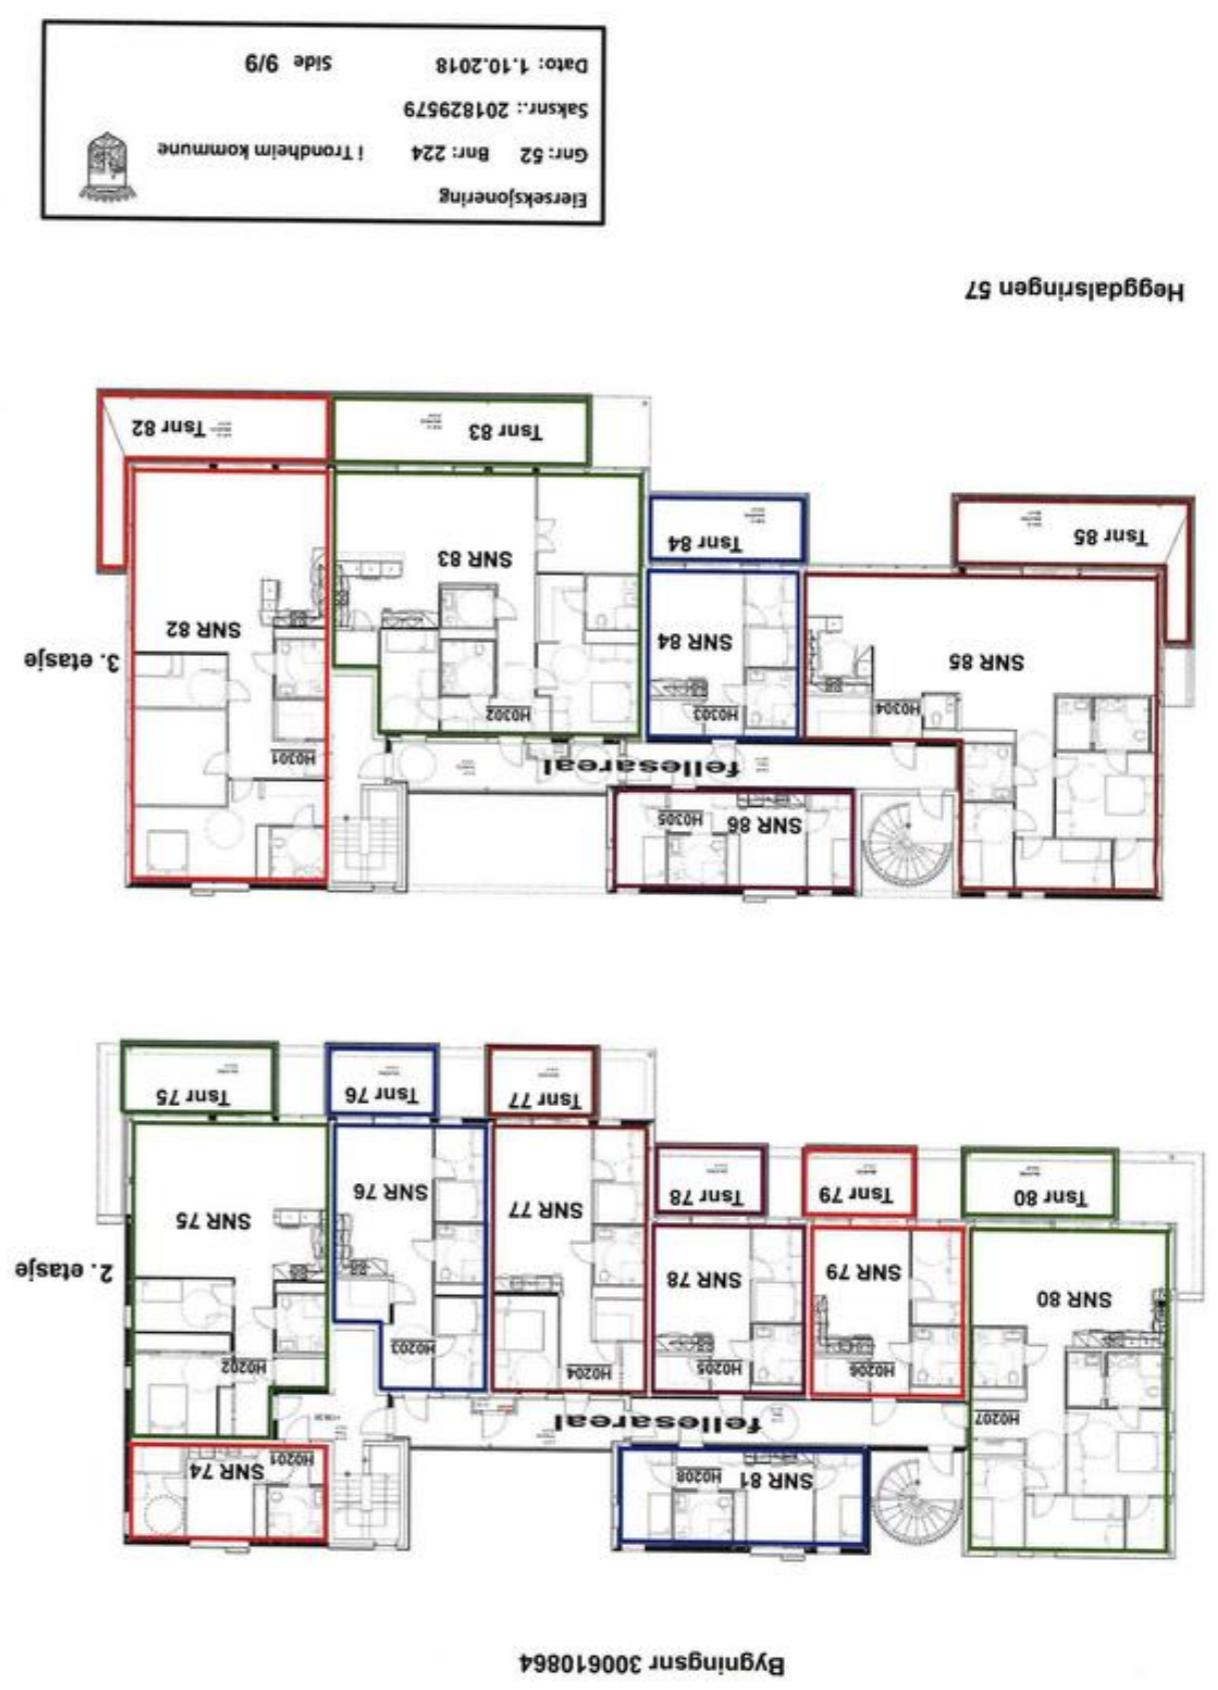 Bygningsnr 300610864
SNR 81
H0208
H0201
SNR 74
fellesareal
H0207
H0206
H0205
H0204
H0203
H0202
SNR 80
SNR 79
SNR 78
SNR 77
SNR 76
SNR 75
2. etasje
Tsnr 80
Tsnr 79
Tsnr 78
Tsnr 77
Tsnr 76
Tsnr 75
SNR 86
H0305
fellesareal
H0304
H0303
H0302
H0301
SNR 85
SNR 84
SNR 83
SNR 82
3. etasje
Tsnr 85
Tsnr 84
Tsnr 83
Tsnr 82
Heggdalsringen 57
Eierseksjonering
Gnr: 52 Bnr: 224 i Trondheim kommune
Saksnr.: 201829579
Dato: 1.10.2018 Side 9/9